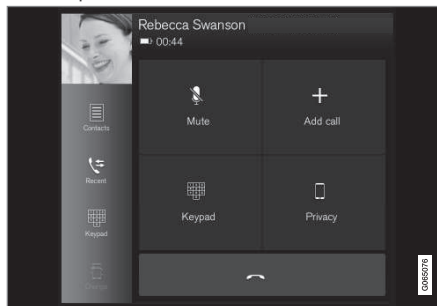 Rebecca Swanson
00:44
Contacts
Recent
Keypad
Mute
Add call
Keypad
Privacy
G065076